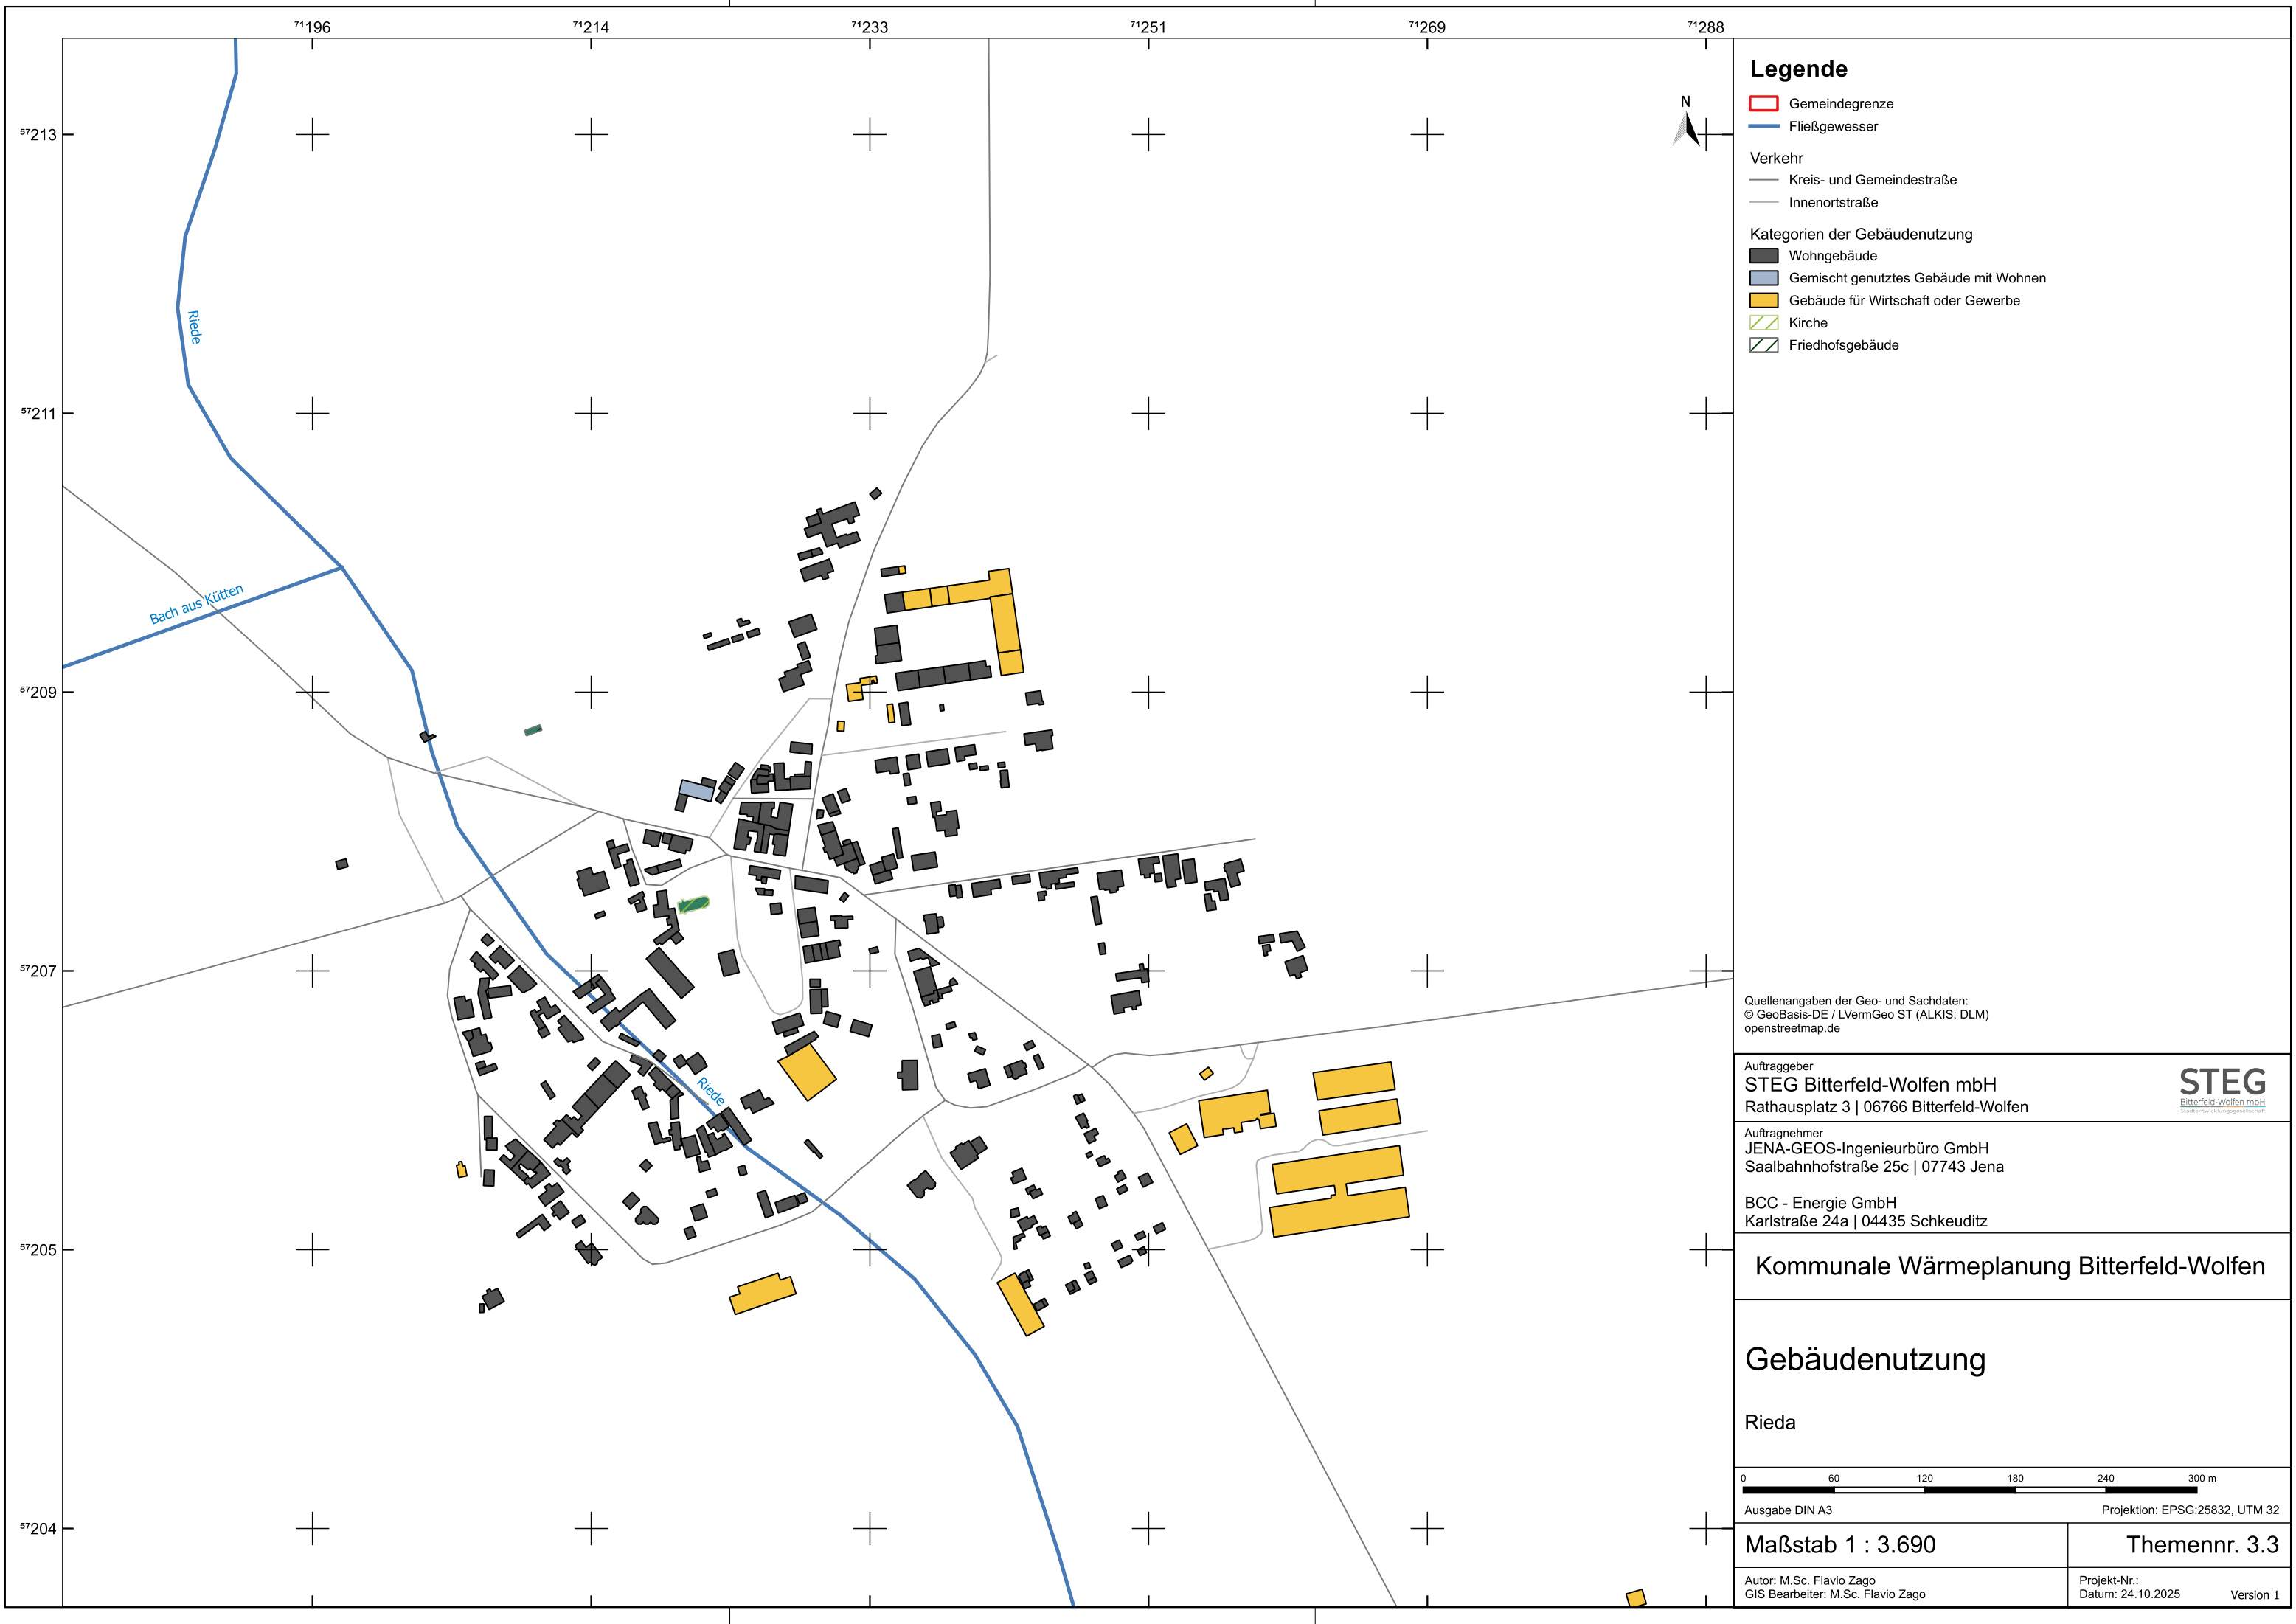 71196 71214 71233 71251 71269 71288
57213
57211
57209
57207
57205
57204
N
Riede
Bach aus Kütten
Riede
Legende
Gemeindegrenze
Fließgewesser
Verkehr
Kreis- und Gemeindestraße
Innenortstraße
Kategorien der Gebäudenutzung
Wohngebäude
Gemischt genutztes Gebäude mit Wohnen
Gebäude für Wirtschaft oder Gewerbe
Kirche
Friedhofsgebäude
Quellenangaben der Geo- und Sachdaten:
© GeoBasis-DE / LVermGeo ST (ALKIS; DLM)
openstreetmap.de
Auftraggeber
STEG Bitterfeld-Wolfen mbH
Rathausplatz 3 | 06766 Bitterfeld-Wolfen
STEG
Bitterfeld-Wolfen mbH
Stadtentwicklungsgesellschaft
Auftragnehmer
JENA-GEOS-Ingenieurbüro GmbH
Saalbahnhofstraße 25c | 07743 Jena
BCC - Energie GmbH
Karlstraße 24a | 04435 Schkeuditz
Kommunale Wärmeplanung Bitterfeld-Wolfen
Gebäudenutzung
Rieda
0 60 120 180 240 300 m
Ausgabe DIN A3 Projektion: EPSG:25832, UTM 32
Maßstab 1 : 3.690 Themennr. 3.3
Autor: M.Sc. Flavio Zago
GIS Bearbeiter: M.Sc. Flavio Zago
Projekt-Nr.:
Datum: 24.10.2025 Version 1